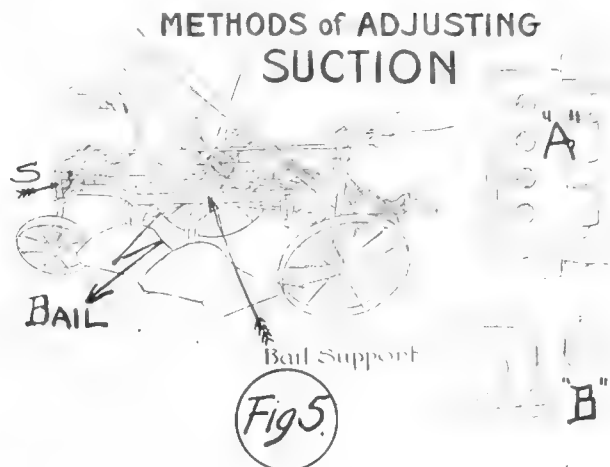 METHODS of ADJUSTING
SUCTION
"A"
S
BAIL
Bail Support
Fig 5.
"B"